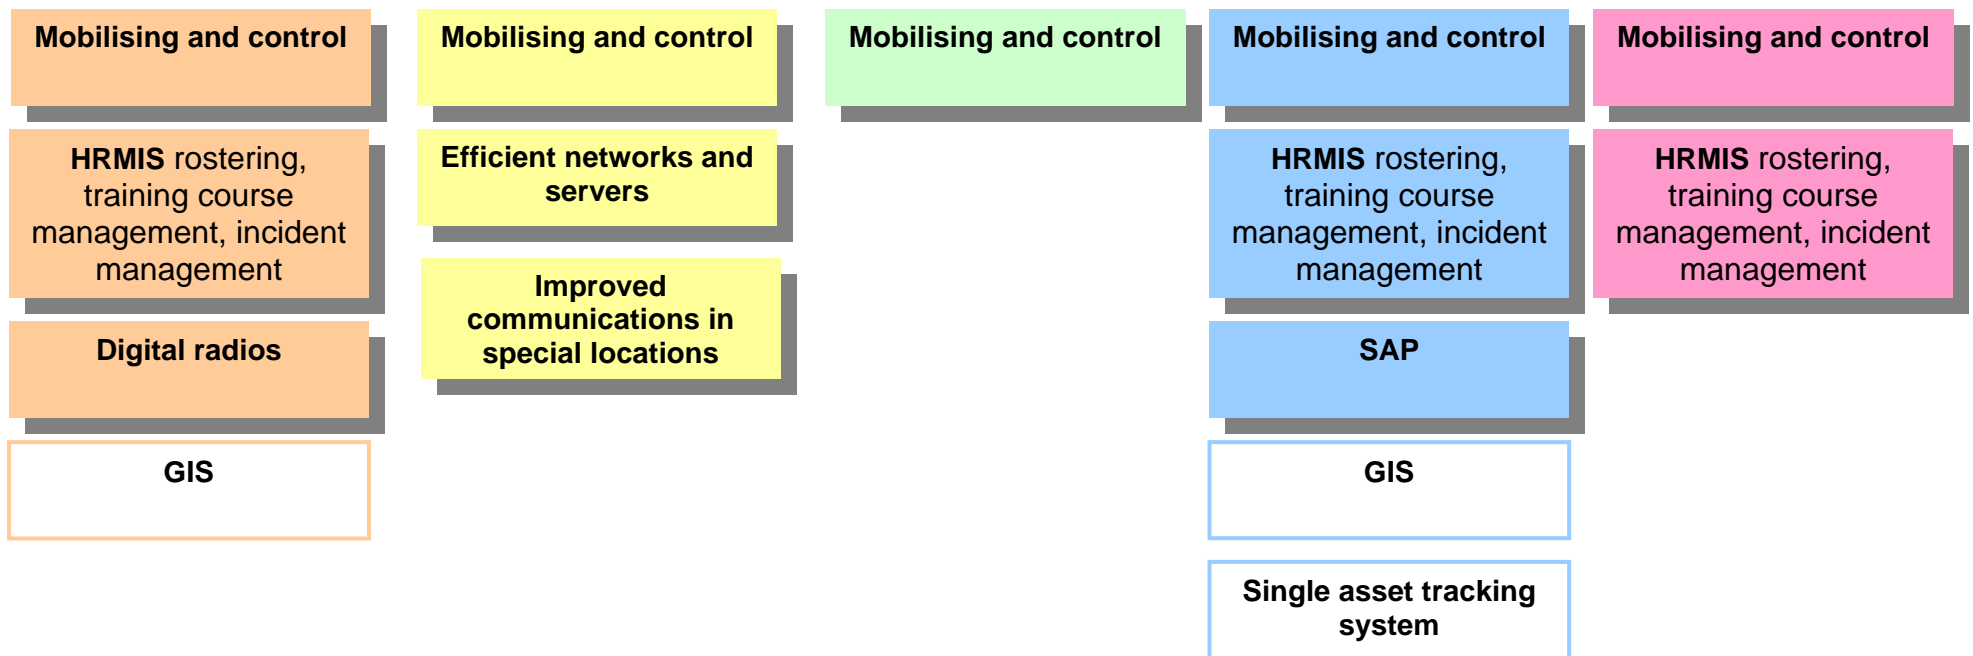 Mobilising and control
HRMIS rostering,
training course
management, incident
management
Digital radios
GIS
Mobilising and control
Efficient networks and
servers
Improved
communications in
special locations
Mobilising and control
Mobilising and control
HRMIS rostering,
training course
management, incident
management
SAP
GIS
Single asset tracking
system
Mobilising and control
HRMIS rostering,
training course
management, incident
management